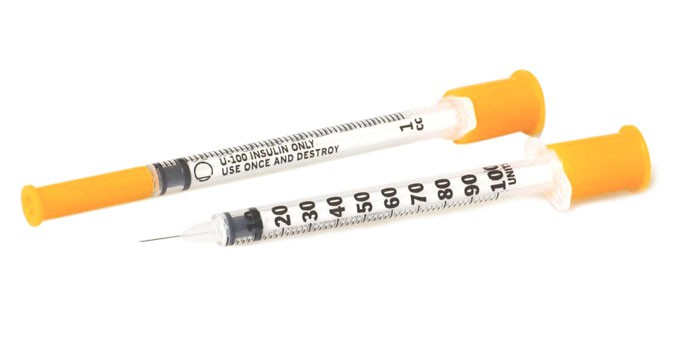 U-100 INSULIN ONLY
USE ONCE AND DESTROY
1
cc
10 20 30 40 50 60 70 80 90 100
UNITS